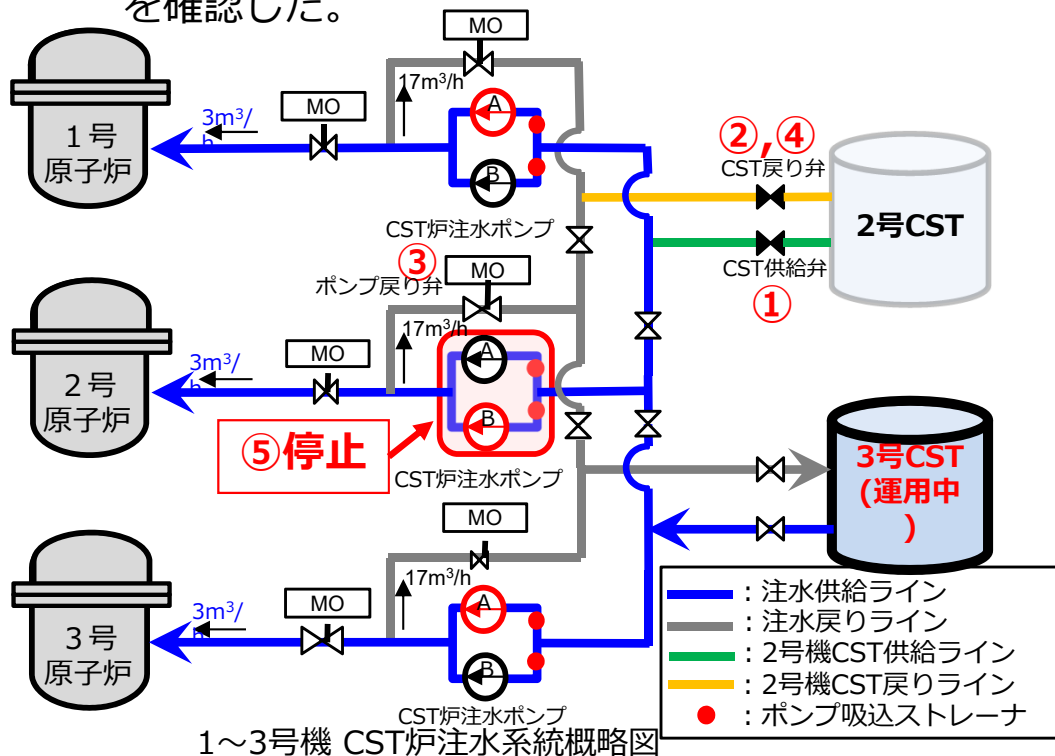 を確認した。
MO
17m³/h
MO
3m³/
h
A
B
1号
原子炉
CST炉注水ポンプ
②,④
CST戻り弁
2号CST
CST供給弁
①
③
ポンプ戻り弁
MO
17m³/h
MO
3m³/
h
A
B
2号
原子炉
⑤停止
CST炉注水ポンプ
3号CST
(運用中
)
MO
17m³/h
MO
3m³/
h
A
B
3号
原子炉
CST炉注水ポンプ
：注水供給ライン
：注水戻りライン
：2号機CST供給ライン
：2号機CST戻りライン
：ポンプ吸込ストレーナ
1～3号機 CST炉注水系統概略図